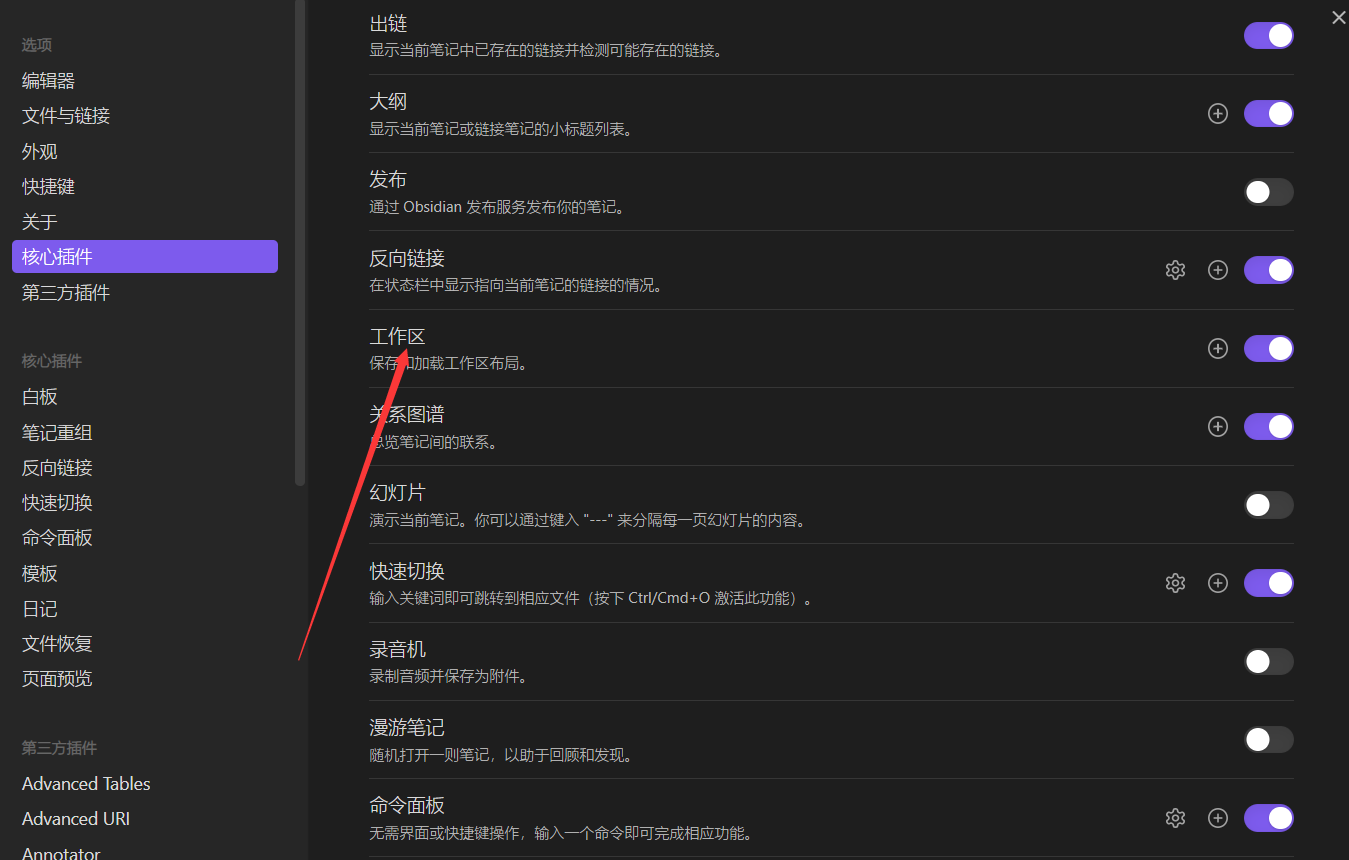 选项
编辑器
文件与链接
外观
快捷键
关于
核心插件
第三方插件
核心插件
白板
笔记重组
反向链接
快速切换
命令面板
模板
日记
文件恢复
页面预览
第三方插件
Advanced Tables
Advanced URI
Annotator
出链
显示当前笔记中已存在的链接并检测可能存在的链接。
大纲
显示当前笔记或链接笔记的小标题列表。
发布
通过 Obsidian 发布服务发布你的笔记。
反向链接
在状态栏中显示指向当前笔记的链接的情况。
工作区
保存和加载工作区布局。
关系图谱
总览笔记间的联系。
幻灯片
演示当前笔记。你可以通过键入 "---" 来分隔每一页幻灯片的内容。
快速切换
输入关键词即可跳转到相应文件（按下 Ctrl/Cmd+O 激活此功能）。
录音机
录制音频并保存为附件。
漫游笔记
随机打开一则笔记，以助于回顾和发现。
命令面板
无需界面或快捷键操作，输入一个命令即可完成相应功能。